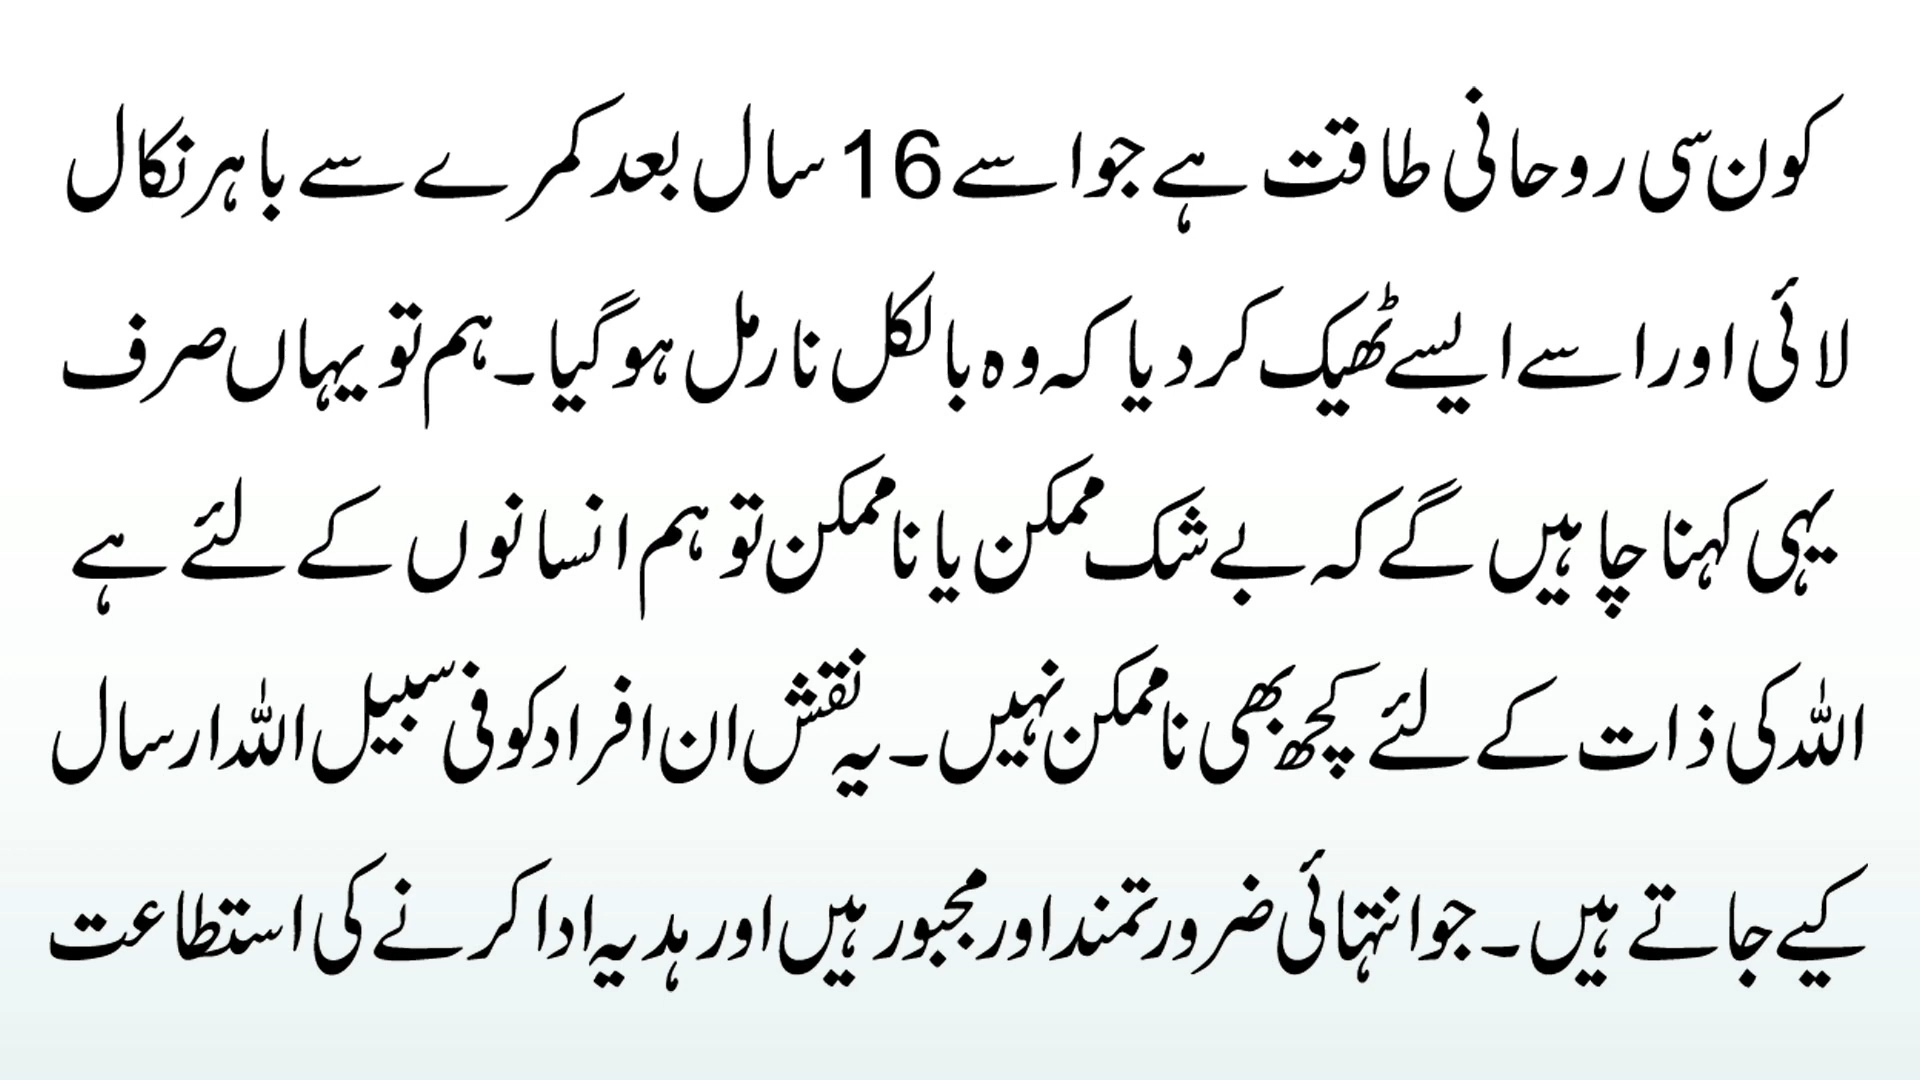 کون سی روحانی طاقت ہے جو اسے 16 سال بعد کمرے سے باہر نکال
لائی اور اسے ایسے ٹھیک کر دیا کہ وہ بالکل نارمل ہو گیا۔ ہم تو یہاں صرف
یہی کہنا چاہیں گے کہ بے شک ممکن یا ناممکن تو ہم انسانوں کے لئے ہے
اللہ کی ذات کے لئے کچھ بھی ناممکن نہیں۔ یہ نقش ان افراد کو فی سبیل اللہ ارسال
کیے جاتے ہیں۔ جو انتہائی ضرورتمند اور مجبور ہیں اور ہدیہ ادا کرنے کی استطاعت